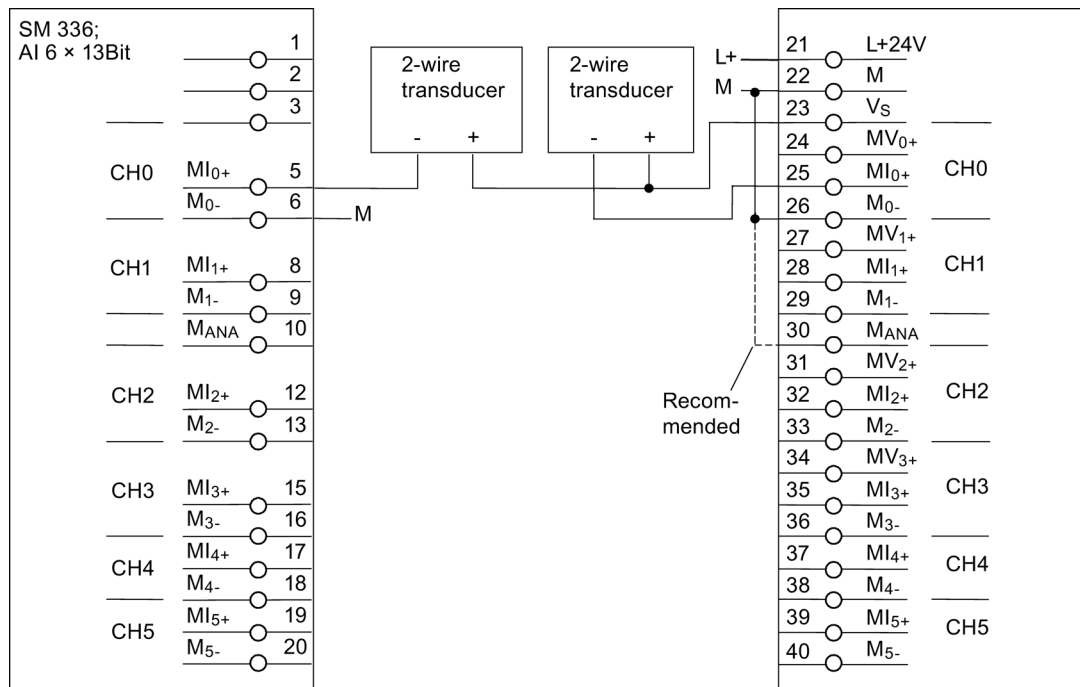 SM 336;
AI 6 × 13Bit
1
2
3
CH0
MI0+ 5
M0- 6
CH1
MI1+ 8
M1- 9
MANA 10
CH2
MI2+ 12
M2- 13
CH3
MI3+ 15
M3- 16
CH4
MI4+ 17
M4- 18
CH5
MI5+ 19
M5- 20
2-wire
transducer
- +
2-wire
transducer
- +
M
L+
M
Recom-
mended
21 L+24V
22 M
23 VS
24 MV0+
25 MI0+
26 M0-
CH0
27 MV1+
28 MI1+
29 M1-
CH1
30 MANA
31 MV2+
32 MI2+
33 M2-
CH2
34 MV3+
35 MI3+
36 M3-
CH3
37 MI4+
38 M4-
CH4
39 MI5+
40 M5-
CH5